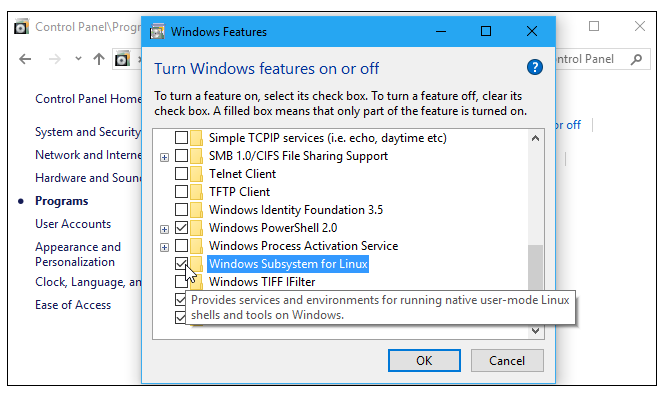 Control Panel\Progr
Windows Features
ntrol Panel
Turn Windows features on or off
?
Control Panel Home
To turn a feature on, select its check box. To turn a feature off, clear its
check box. A filled box means that only part of the feature is turned on.
System and Security
or off
Network and Interne
Hardware and Soun
Programs
User Accounts
Appearance and
Personalization
Clock, Language, an
Ease of Access
Simple TCPIP services (i.e. echo, daytime etc)
SMB 1.0/CIFS File Sharing Support
Telnet Client
TFTP Client
Windows Identity Foundation 3.5
Windows PowerShell 2.0
Windows Process Activation Service
Windows Subsystem for Linux
Windows TIFF IFilter
Provides services and environments for running native user-mode Linux
shells and tools on Windows.
OK
Cancel